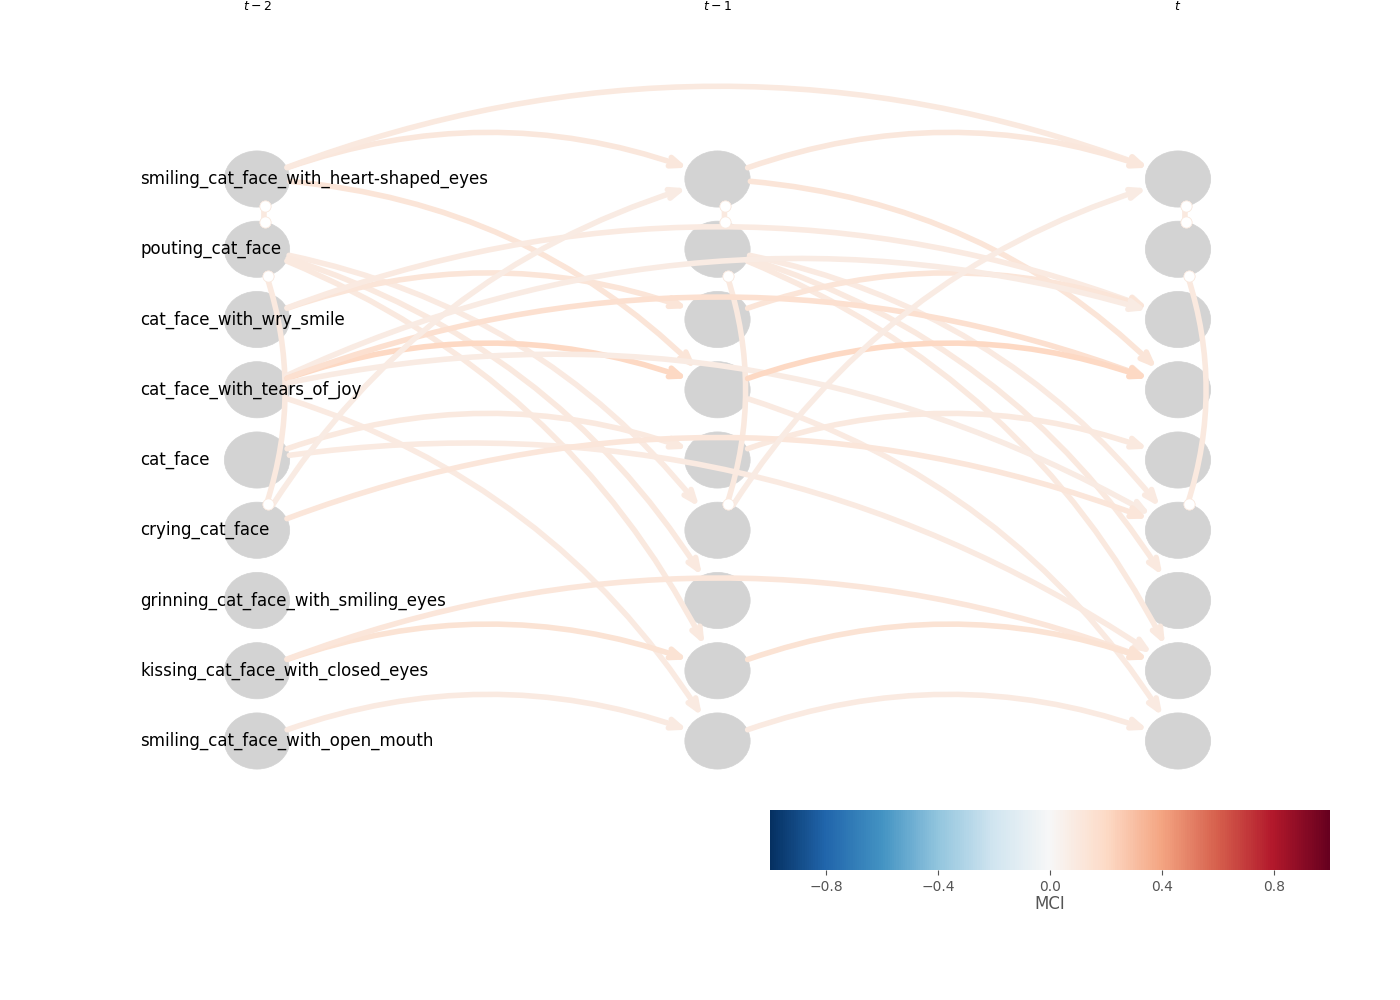 t − 2 t − 1 t
smiling_cat_face_with_heart-shaped_eyes
pouting_cat_face
cat_face_with_wry_smile
cat_face_with_tears_of_joy
cat_face
crying_cat_face
grinning_cat_face_with_smiling_eyes
kissing_cat_face_with_closed_eyes
smiling_cat_face_with_open_mouth
−0.8 −0.4 0.0 0.4 0.8
MCI